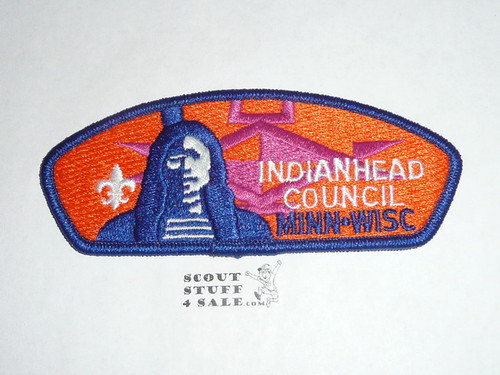 INDIANHEAD
COUNCIL
MINN-WISC
SCOUT
STUFF
4 SALE.COM